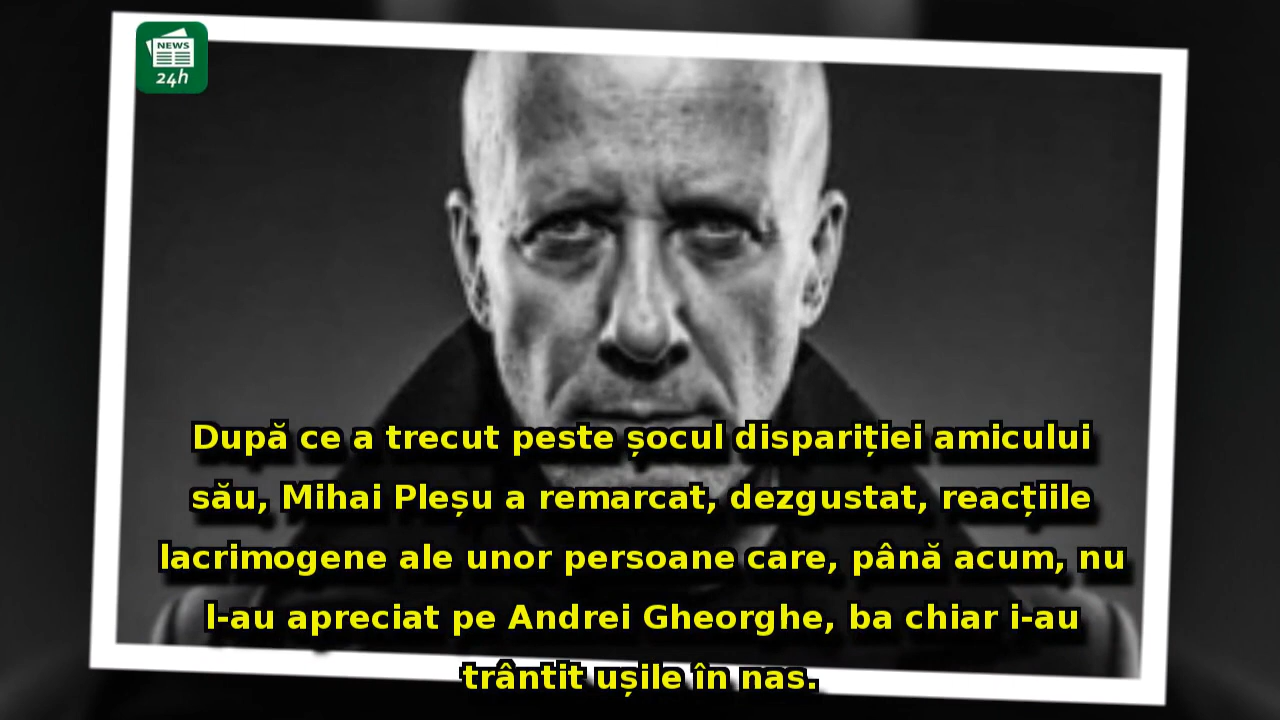 NEWS
24h
După ce a trecut peste șocul dispariției amicului
său, Mihai Pleșu a remarcat, dezgustat, reacțiile
lacrimogene ale unor persoane care, până acum, nu
l-au apreciat pe Andrei Gheorghe, ba chiar i-au
trântit ușile în nas.